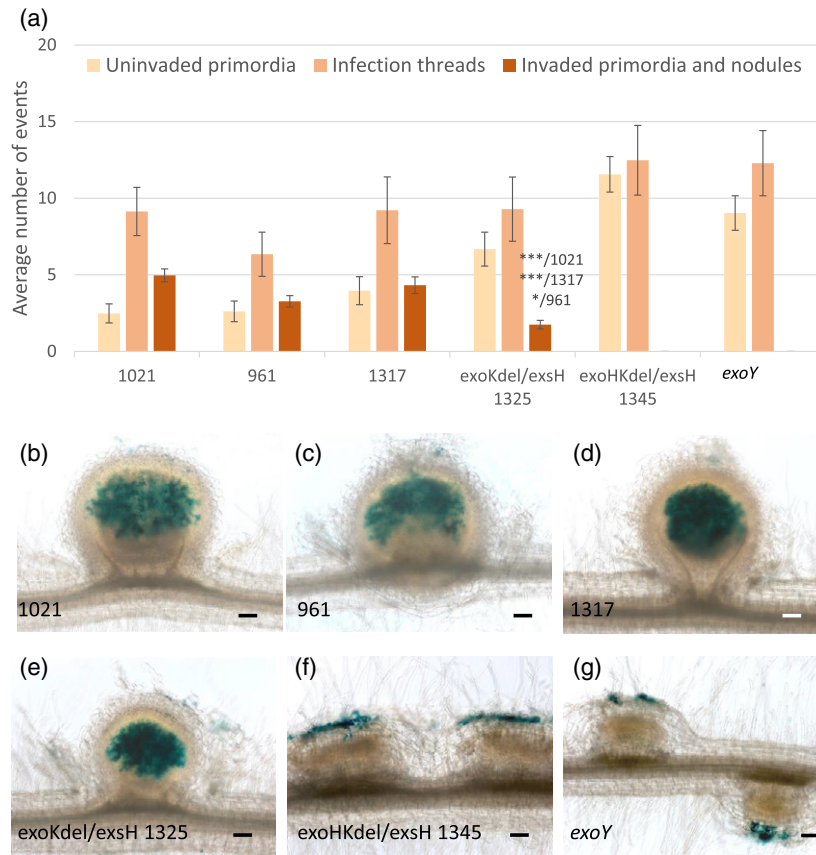 (a)
20
Uninvaded primordia Infection threads Invaded primordia and nodules
15
Average number of events
10
***/1021
***/1317
*/961
5
0
1021 961 1317 exoKdel/exsH 1325 exoHKdel/exsH 1345 exoY
(b)
1021
(c)
961
(d)
1317
(e)
exoKdel/exsH 1325
(f)
exoHKdel/exsH 1345
(g)
exoY